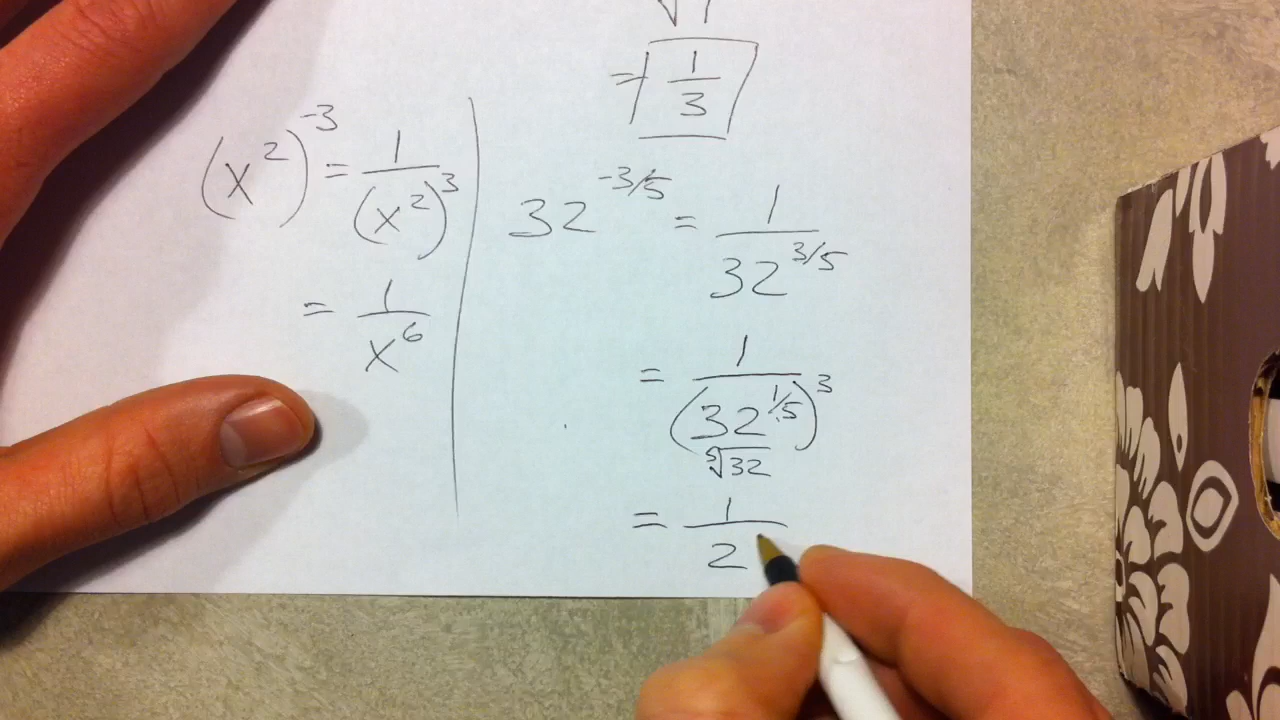 = 1/3
(x²)⁻³ = 1/(x²)³
= 1/x⁶
32^(-3/5) = 1/32^(3/5)
= 1/(32^(1/5))³
⁵√32
= 1/2